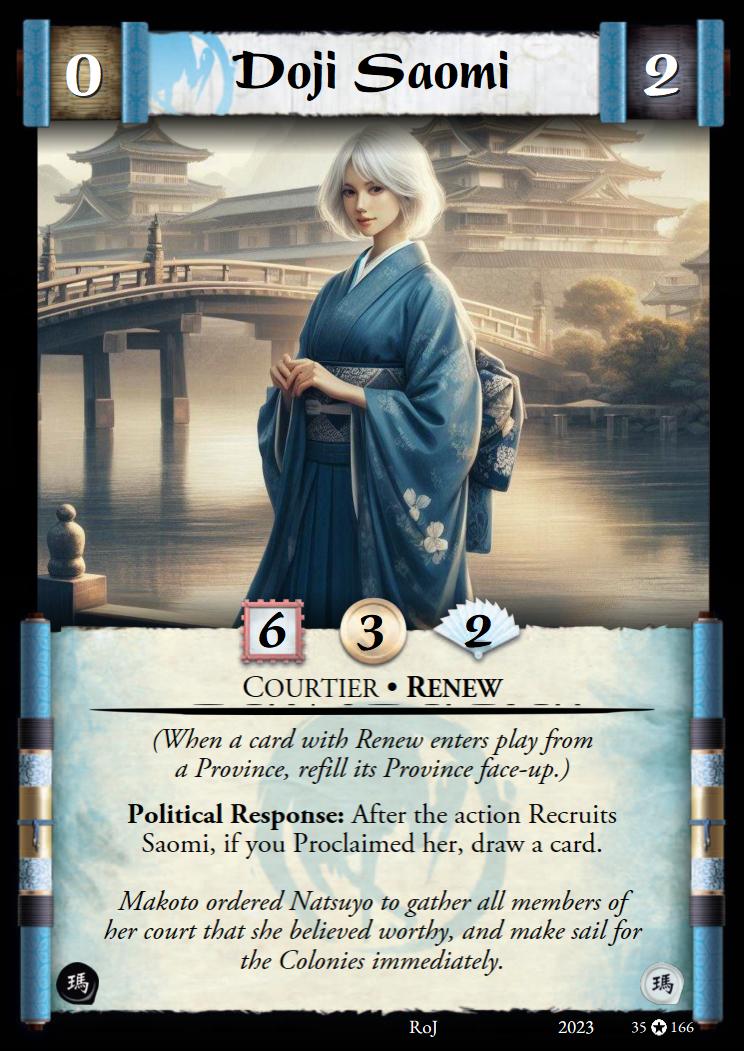 0
Doji Saomi
2
6
3
2
Courtier • Renew
(When a card with Renew enters play from
a Province, refill its Province face-up.)
Political Response: After the action Recruits
Saomi, if you Proclaimed her, draw a card.
Makoto ordered Natsuyo to gather all members of
her court that she believed worthy, and make sail for
the Colonies immediately.
瑪
瑪
RoJ
2023
35 ✪ 166